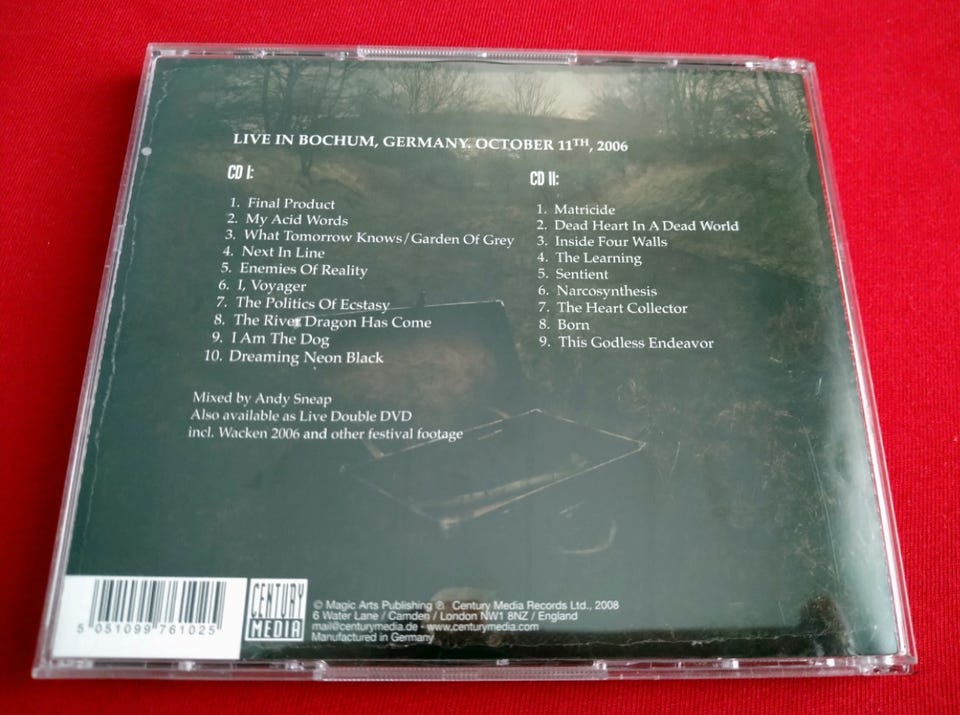 LIVE IN BOCHUM, GERMANY. OCTOBER 11TH, 2006
CD I:
1. Final Product
2. My Acid Words
3. What Tomorrow Knows/Garden Of Grey
4. Next In Line
5. Enemies Of Reality
6. I, Voyager
7. The Politics Of Ecstasy
8. The River Dragon Has Come
9. I Am The Dog
10. Dreaming Neon Black
CD II:
1. Matricide
2. Dead Heart In A Dead World
3. Inside Four Walls
4. The Learning
5. Sentient
6. Narcosynthesis
7. The Heart Collector
8. Born
9. This Godless Endeavor
Mixed by Andy Sneap
Also available as Live Double DVD
incl. Wacken 2006 and other festival footage
5 051099 761025
CENTURY
MEDIA
© Magic Arts Publishing ℗ Century Media Records Ltd., 2008
6 Water Lane / Camden / London NW1 8NZ / England
mail@centurymedia.de · www.centurymedia.com
Manufactured in Germany